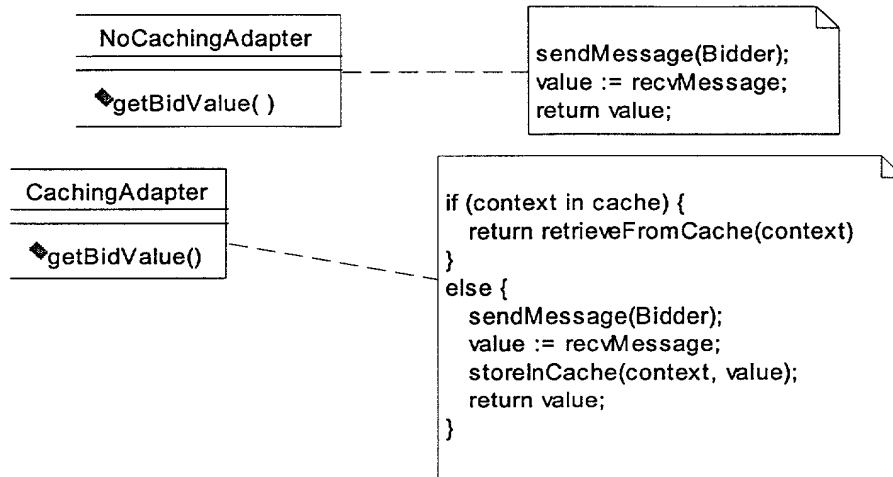 NoCachingAdapter
getBidValue( )
sendMessage(Bidder);
value := recvMessage;
return value;
CachingAdapter
getBidValue()
if (context in cache) {
return retrieveFromCache(context)
}
else {
sendMessage(Bidder);
value := recvMessage;
storeInCache(context, value);
return value;
}